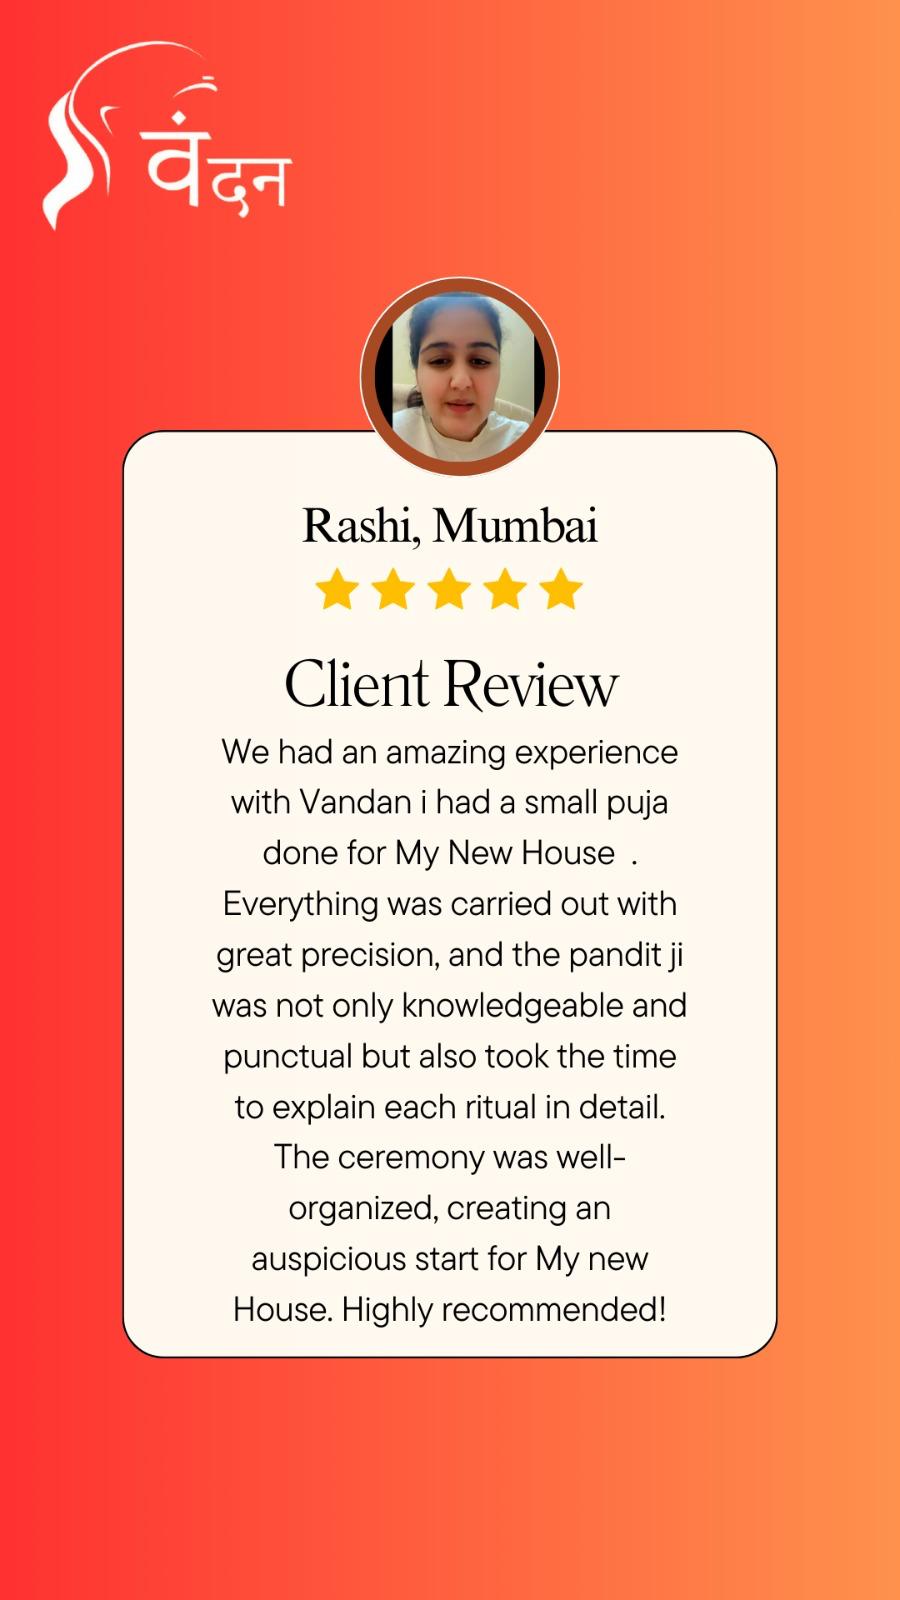 वंदन
Rashi, Mumbai
Client Review
We had an amazing experience
with Vandan i had a small puja
done for My New House  .
Everything was carried out with
great precision, and the pandit ji
was not only knowledgeable and
punctual but also took the time
to explain each ritual in detail.
The ceremony was well-
organized, creating an
auspicious start for My new
House. Highly recommended!